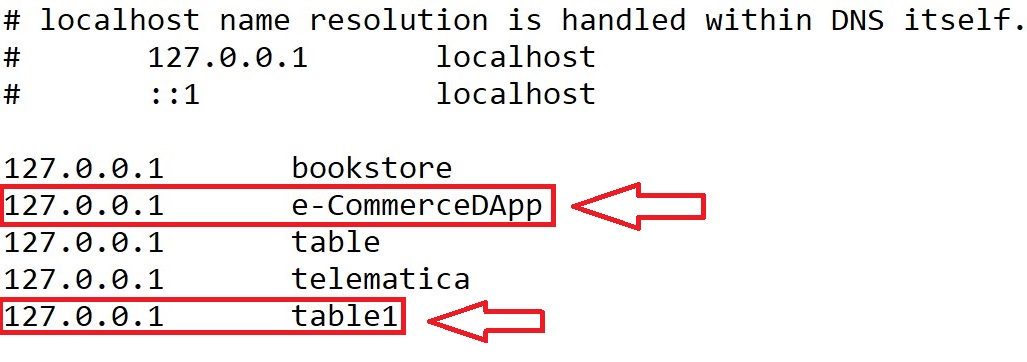 # localhost name resolution is handled within DNS itself.
#       127.0.0.1       localhost
#       ::1             localhost
127.0.0.1       bookstore
127.0.0.1       e-CommerceDApp
127.0.0.1       table
127.0.0.1       telematica
127.0.0.1       table1